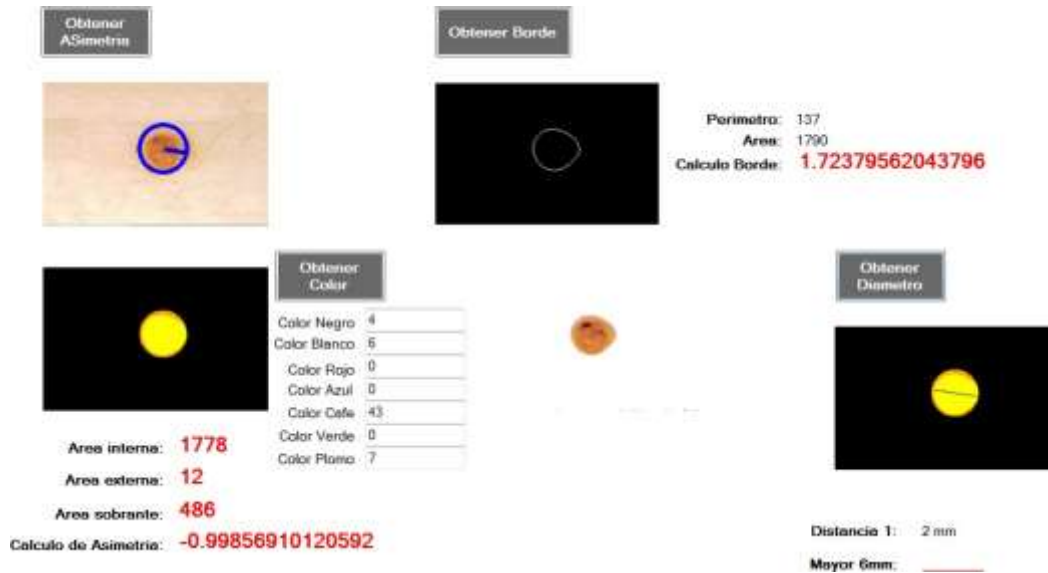 Obtener
ASimetria
Obtener Borde
Perimetro: 137
Area: 1790
Calculo Borde: 1.72379562043796
Obtener
Color
Obtener
Diametro
Color Negro 4
Color Blanco 6
Color Rojo 0
Color Azul 0
Color Cafe 43
Color Verde 0
Color Plomo 7
Area interna: 1778
Area externa: 12
Area sobrante: 486
Calculo de Asimetria: -0.99856910120592
Distancia 1: 2 mm
Mayor 6mm: